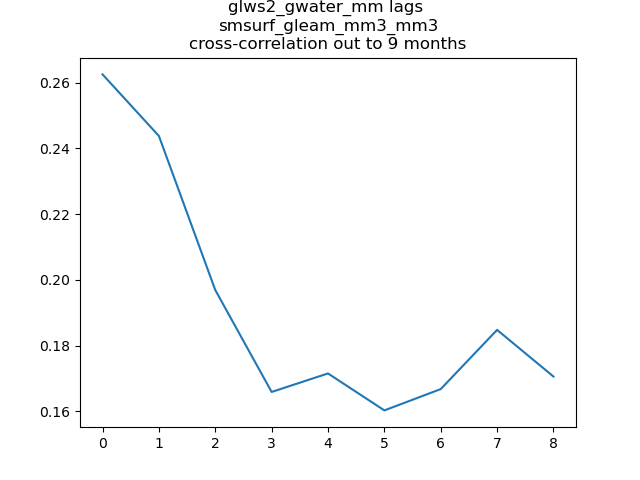 glws2_gwater_mm lags
smsurf_gleam_mm3_mm3
cross-correlation out to 9 months
0.26
0.24
0.22
0.20
0.18
0.16
0 1 2 3 4 5 6 7 8